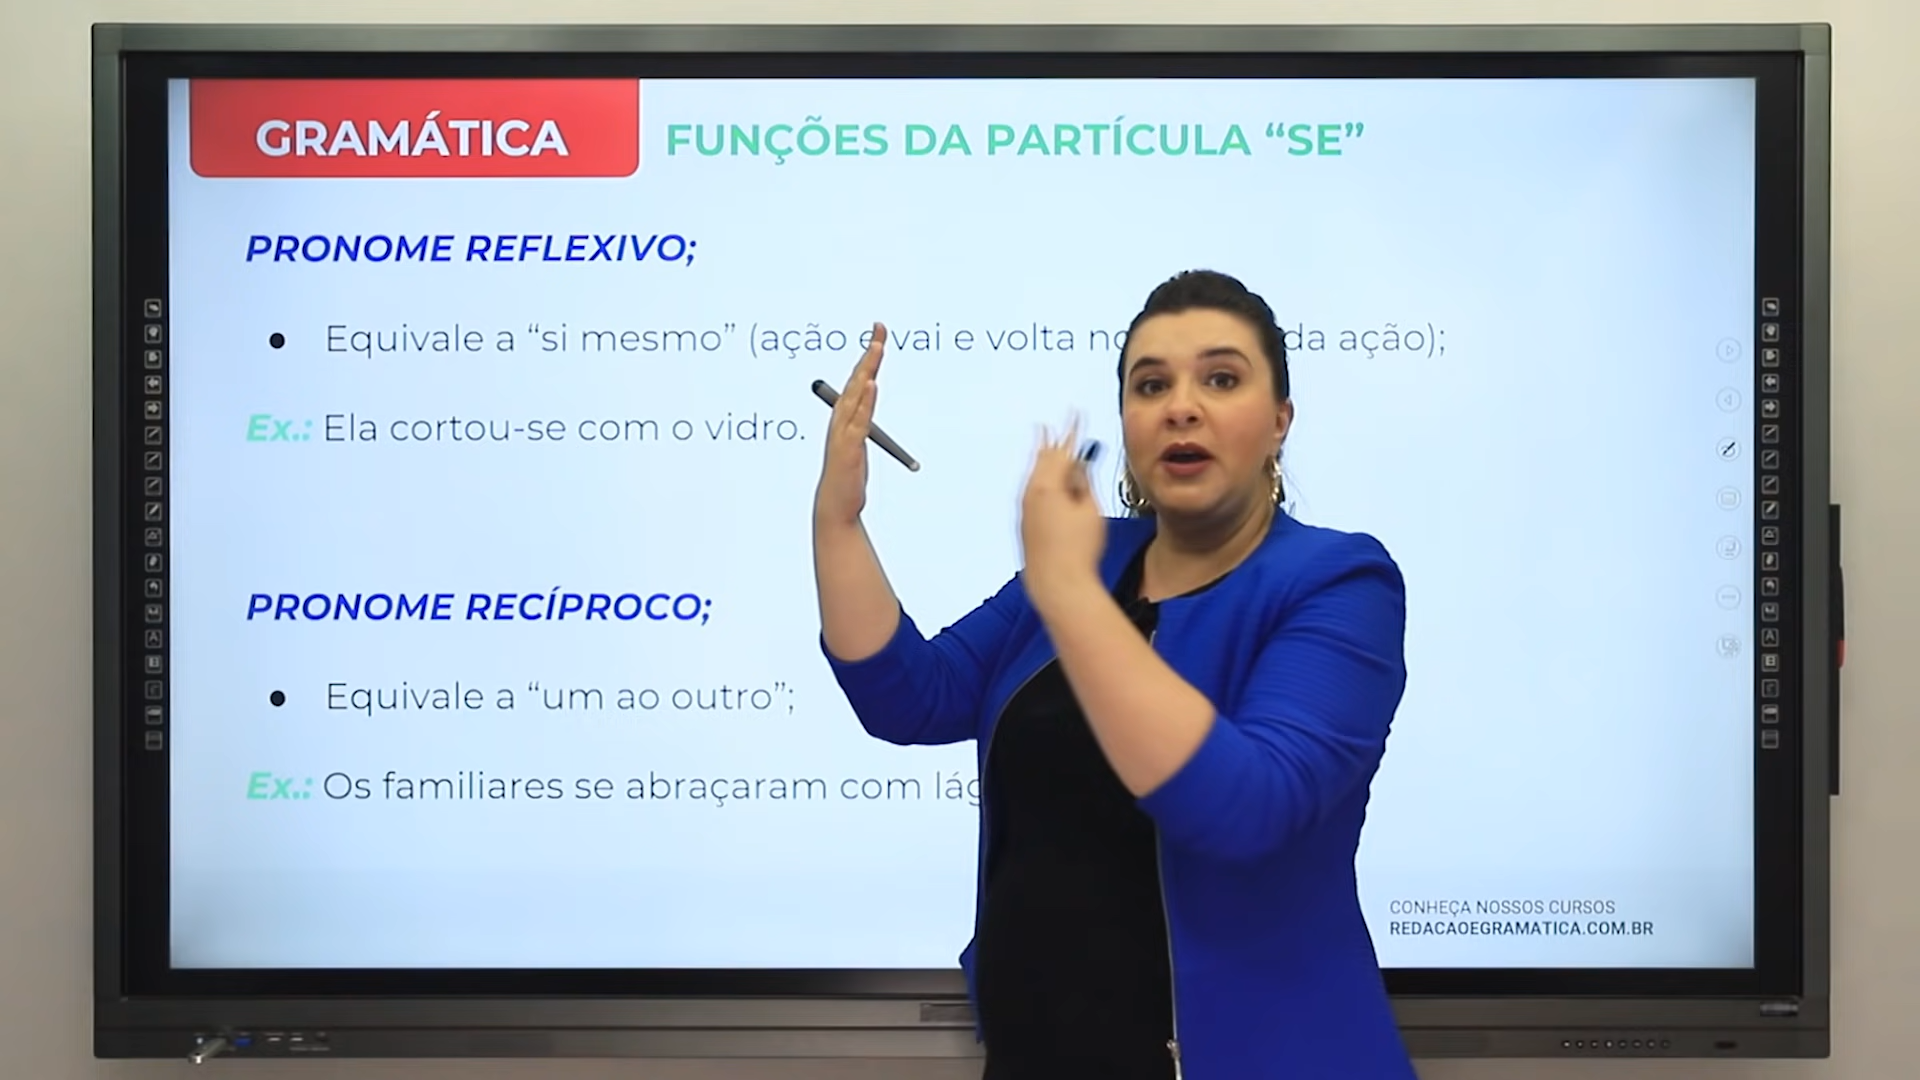 GRAMÁTICA
FUNÇÕES DA PARTÍCULA “SE”
PRONOME REFLEXIVO;
● Equivale a “si mesmo” (ação e vai e volta da ação);
Ex.: Ela cortou-se com o vidro.
PRONOME RECÍPROCO;
● Equivale a “um ao outro”;
Ex.: Os familiares se abraçaram com
CONHEÇA NOSSOS CURSOS
REDACAOEGRAMATICA.COM.BR